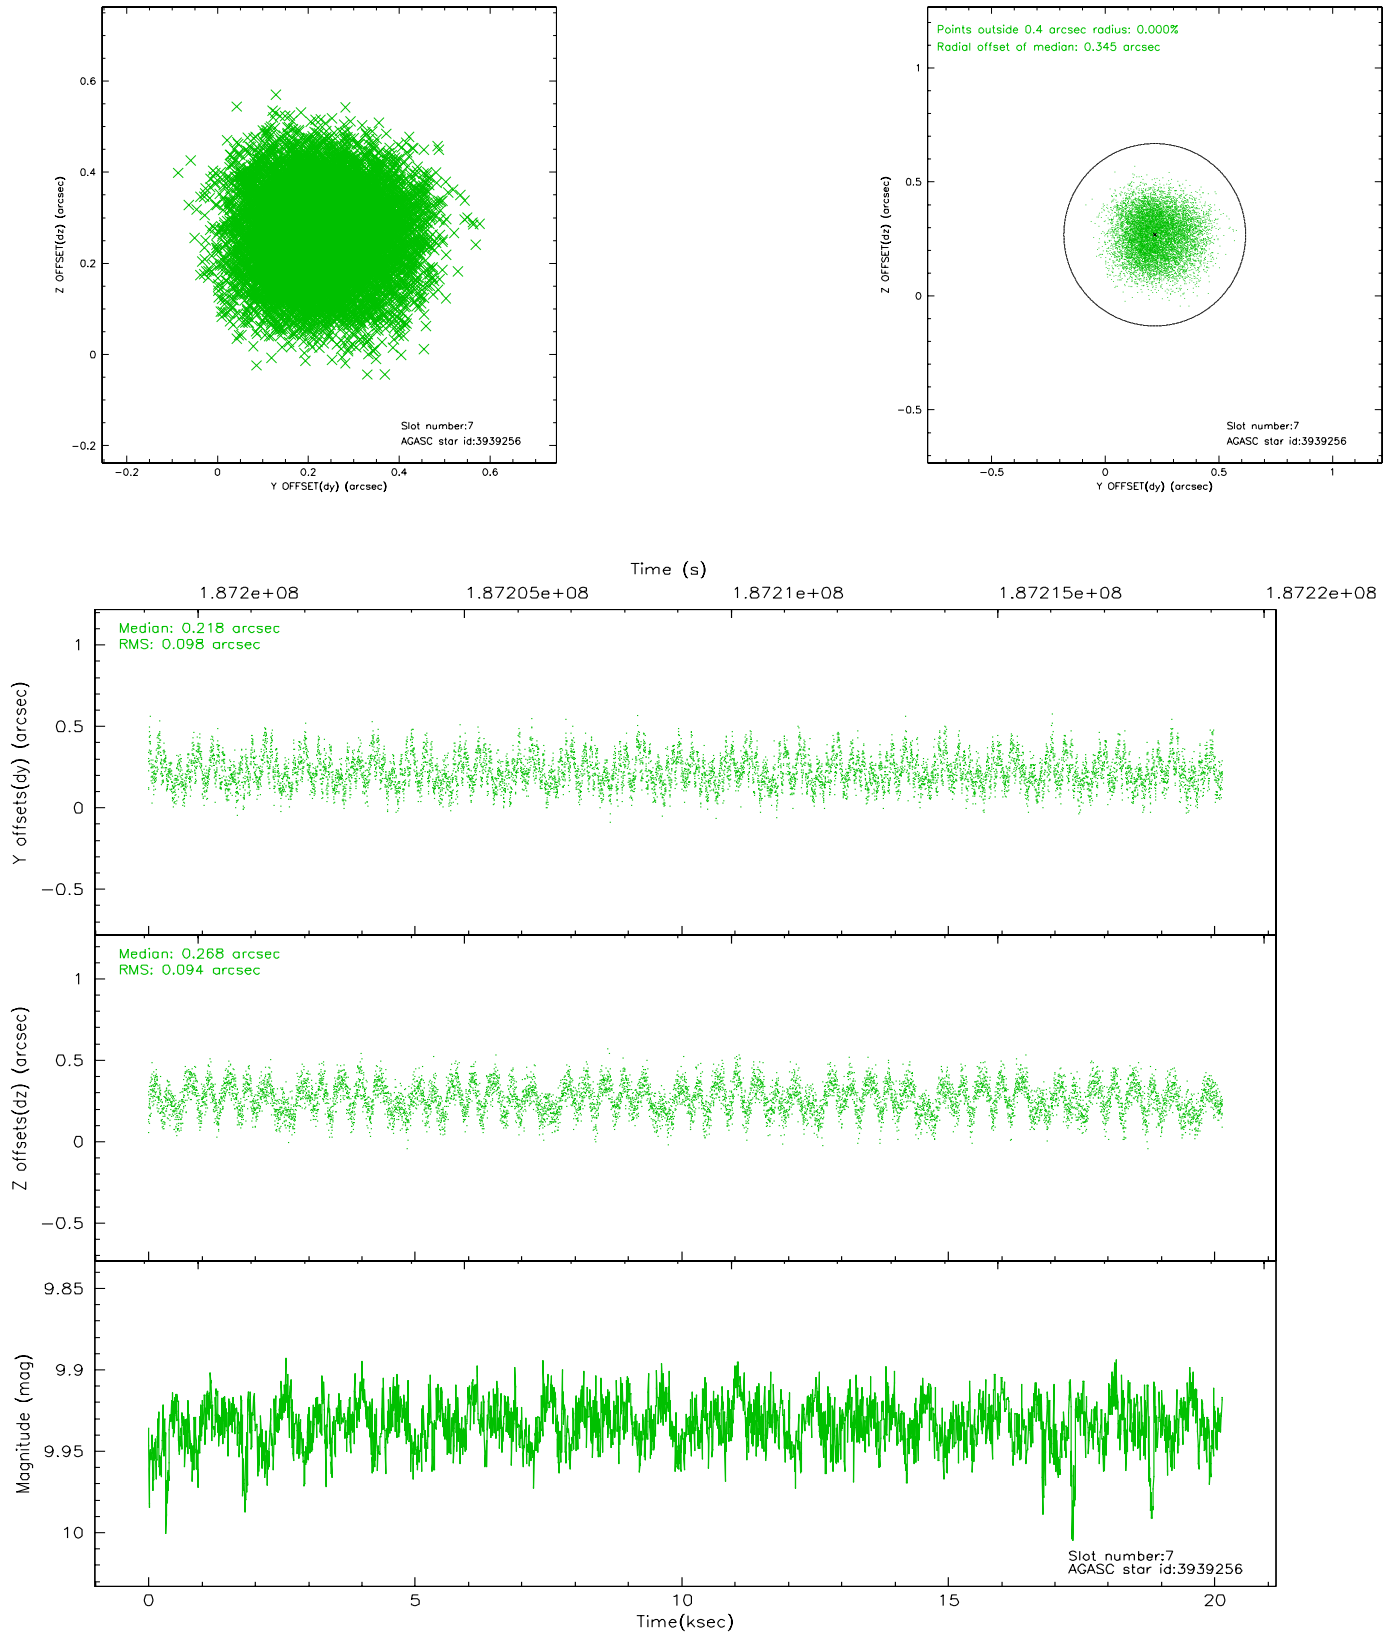 0.6
0.4
0.2
0
−0.2
Z OFFSET(dz) (arcsec)
Slot number:7
AGASC star id:3939256
−0.2 0 0.2 0.4 0.6
Y OFFSET(dy) (arcsec)
Points outside 0.4 arcsec radius: 0.000%
Radial offset of median: 0.345 arcsec
1
0.5
0
−0.5
Z OFFSET(dz) (arcsec)
Slot number:7
AGASC star id:3939256
−0.5 0 0.5 1
Y OFFSET(dy) (arcsec)
Time (s)
1.872e+08 1.87205e+08 1.8721e+08 1.87215e+08 1.8722e+08
Median: 0.218 arcsec
RMS: 0.098 arcsec
1
0.5
0
−0.5
Y offsets(dy) (arcsec)
Median: 0.268 arcsec
RMS: 0.094 arcsec
1
0.5
0
−0.5
Z offsets(dz) (arcsec)
9.85
9.9
9.95
10
Magnitude (mag)
Slot number:7
AGASC star id:3939256
0 5 10 15 20
Time(ksec)